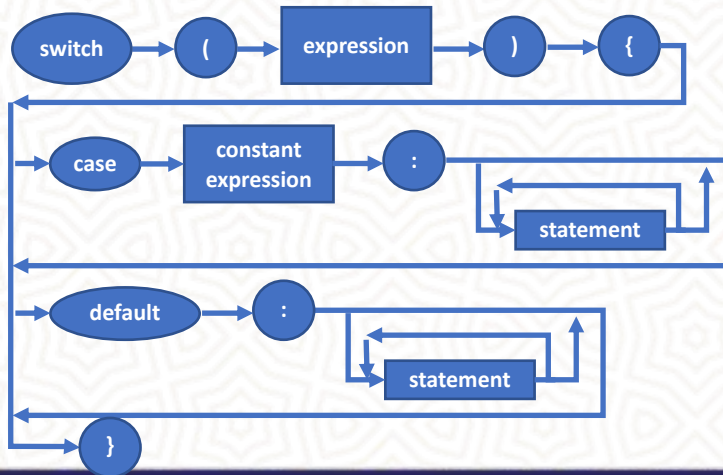 switch ( expression ) {
case constant expression :
statement
default :
statement
}